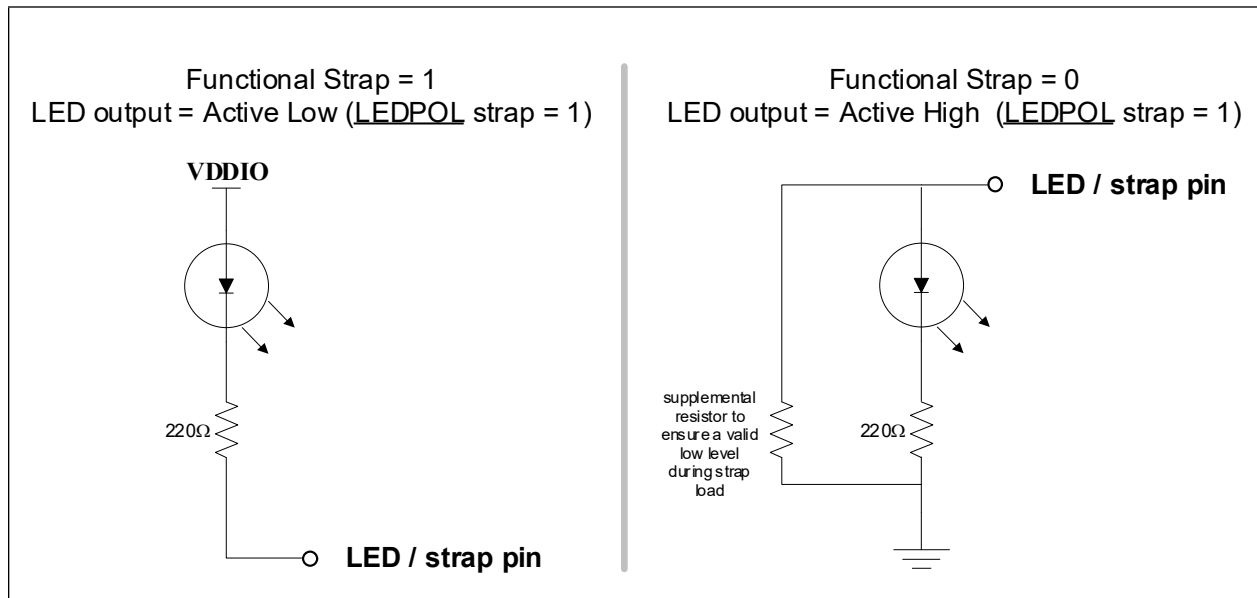 Functional Strap = 1
LED output = Active Low (LEDPOL strap = 1)
VDDIO
220Ω
LED / strap pin
Functional Strap = 0
LED output = Active High (LEDPOL strap = 1)
LED / strap pin
supplemental
resistor to
ensure a valid
low level
during strap
load
220Ω